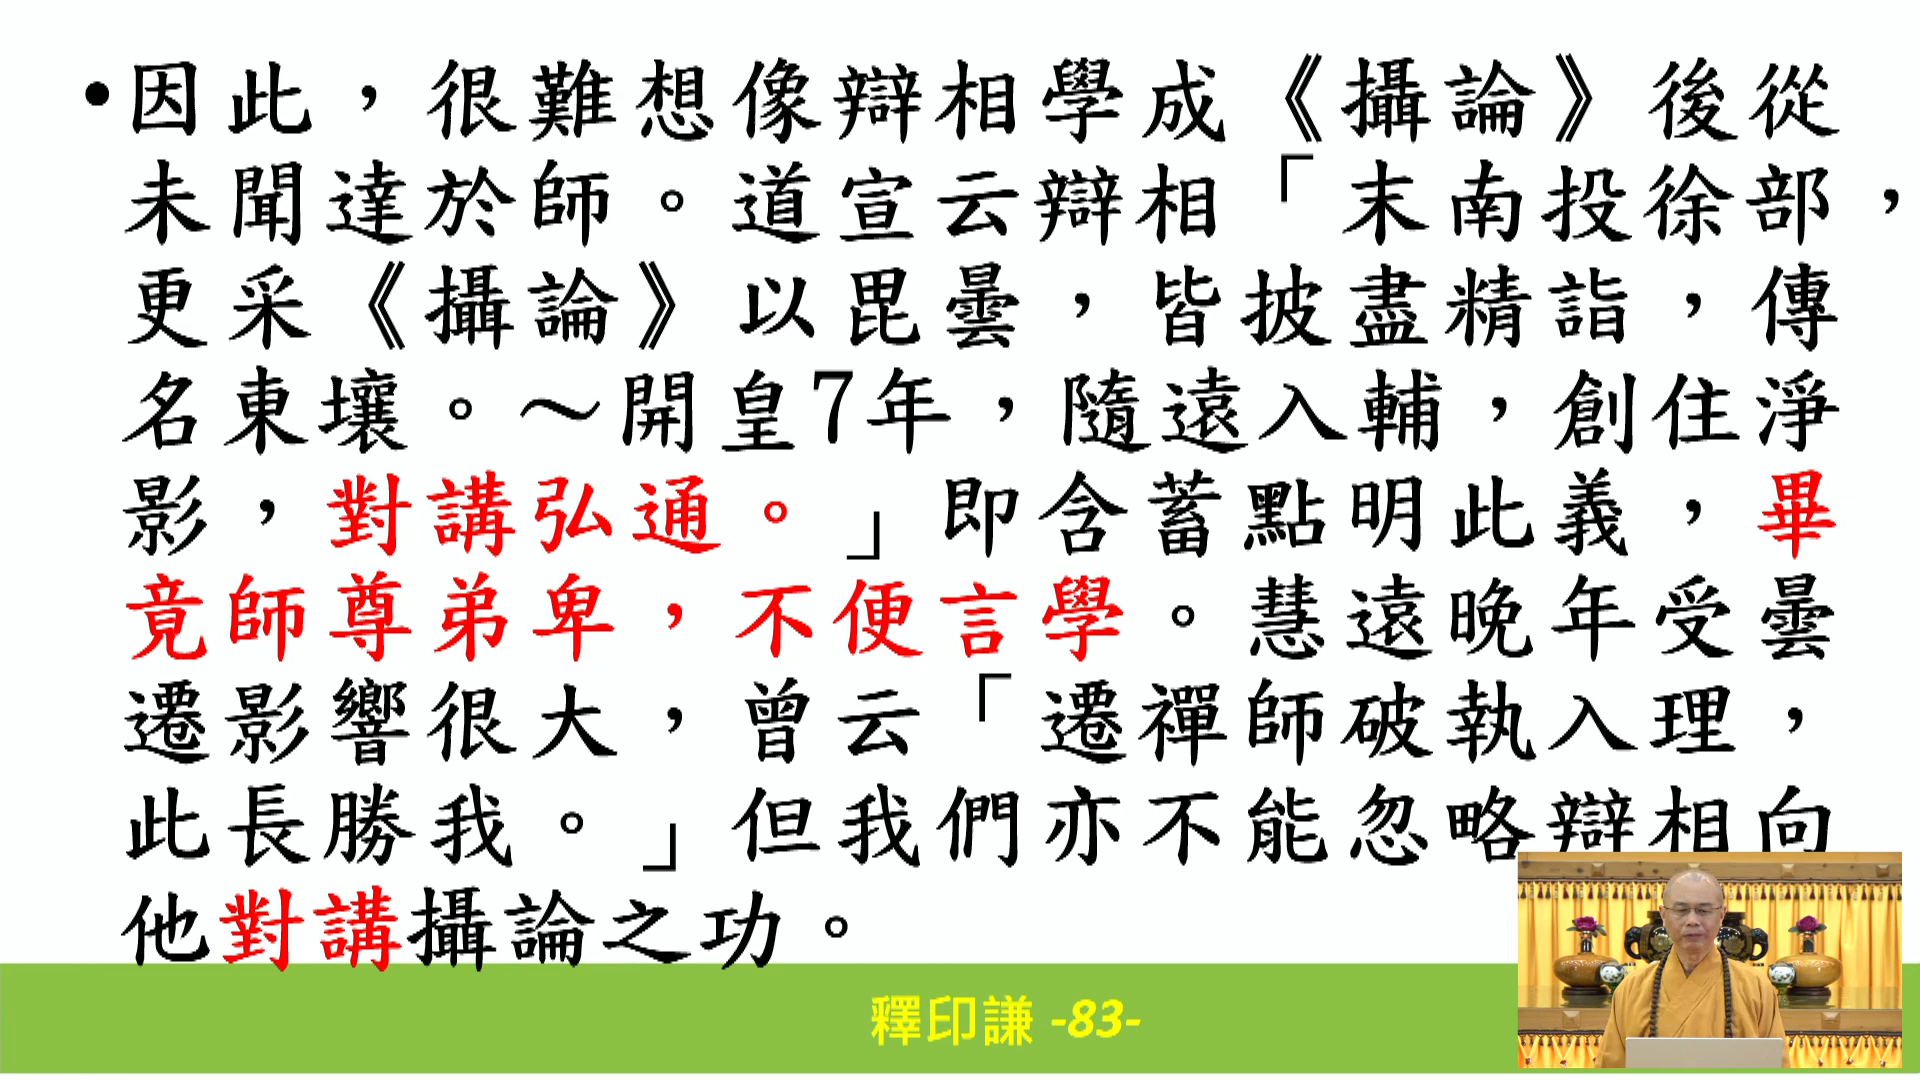 •因此，很難想像辯相學成《攝論》後從
未聞達於師。道宣云辯相「末南投徐部，
更采《攝論》以毘曇，皆披盡精詣，傳
名東壤。～開皇7年，隨遠入輔，創住淨
影，對講弘通。」即含蓄點明此義，畢
竟師尊弟卑，不便言學。慧遠晚年受曇
遷影響很大，曾云「遷禪師破執入理，
此長勝我。」但我們亦不能忽略辯相向
他對講攝論之功。
釋印謙 -83-